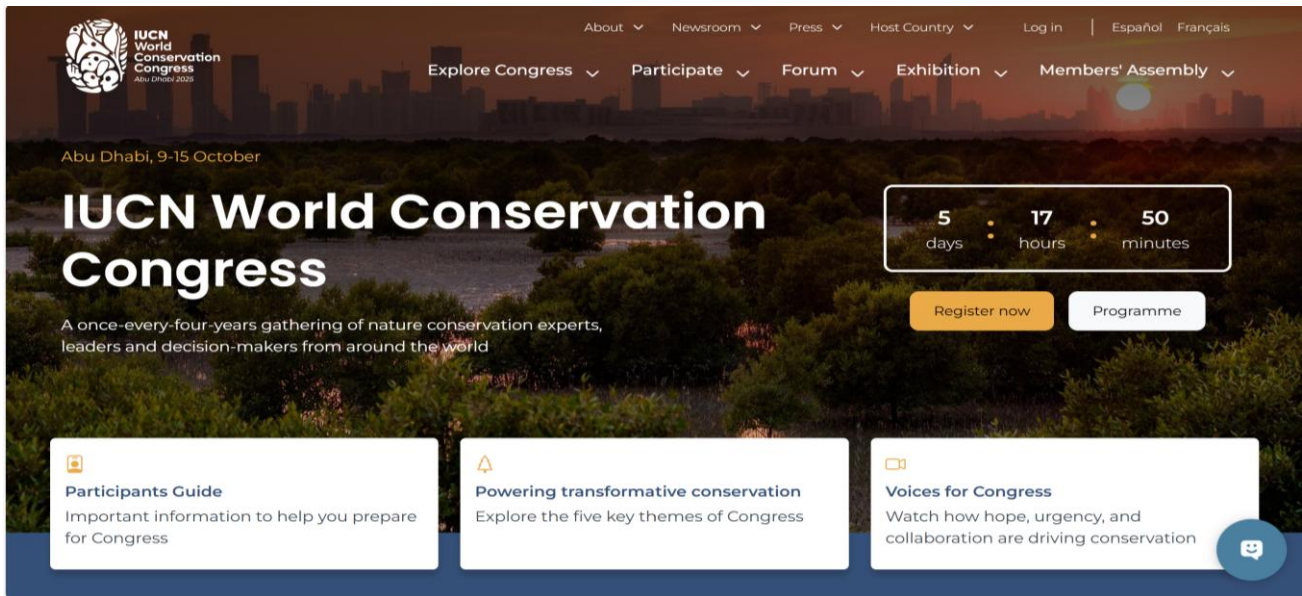 IUCN
World
Conservation
Congress
Abu Dhabi 2025
About Newsroom Press Host Country Log in | Español Français
Explore Congress Participate Forum Exhibition Members' Assembly
Abu Dhabi, 9-15 October
IUCN World Conservation
Congress
A once-every-four-years gathering of nature conservation experts,
leaders and decision-makers from around the world
5 : 17 : 50
days hours minutes
Register now Programme
Participants Guide
Important information to help you prepare
for Congress
Powering transformative conservation
Explore the five key themes of Congress
Voices for Congress
Watch how hope, urgency, and
collaboration are driving conservation